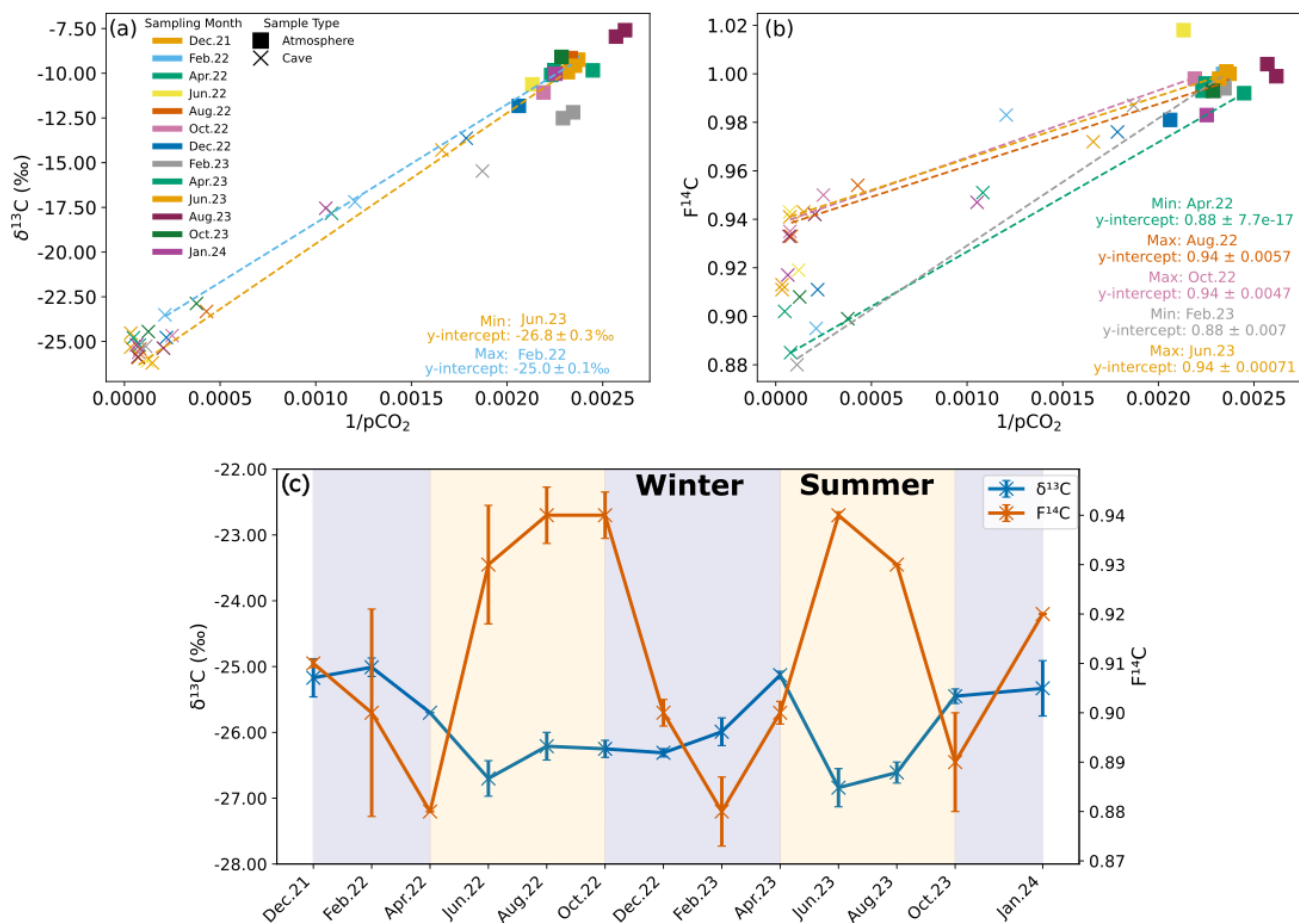 (a)
Sampling Month
Dec.21
Feb.22
Apr.22
Jun.22
Aug.22
Oct.22
Dec.22
Feb.23
Apr.23
Jun.23
Aug.23
Oct.23
Jan.24
Sample Type
Atmosphere
Cave
-7.50
-10.00
-12.50
-15.00
-17.50
-20.00
-22.50
-25.00
δ¹³C (‰)
Min: Jun.23
y-intercept: -26.8 ± 0.3‰
Max: Feb.22
y-intercept: -25.0 ± 0.1‰
0.0000 0.0005 0.0010 0.0015 0.0020 0.0025
1/pCO₂
(b)
1.02
1.00
0.98
0.96
0.94
0.92
0.90
0.88
F¹⁴C
Min: Apr.22
y-intercept: 0.88 ± 7.7e-17
Max: Aug.22
y-intercept: 0.94 ± 0.0057
Max: Oct.22
y-intercept: 0.94 ± 0.0047
Min: Feb.23
y-intercept: 0.88 ± 0.007
Max: Jun.23
y-intercept: 0.94 ± 0.00071
0.0000 0.0005 0.0010 0.0015 0.0020 0.0025
1/pCO₂
(c)
Winter Summer
δ¹³C
F¹⁴C
-22.00
-23.00
-24.00
-25.00
-26.00
-27.00
-28.00
δ¹³C (‰)
0.94
0.93
0.92
0.91
0.90
0.89
0.88
0.87
F¹⁴C
Dec.21 Feb.22 Apr.22 Jun.22 Aug.22 Oct.22 Dec.22 Feb.23 Apr.23 Jun.23 Aug.23 Oct.23 Jan.24